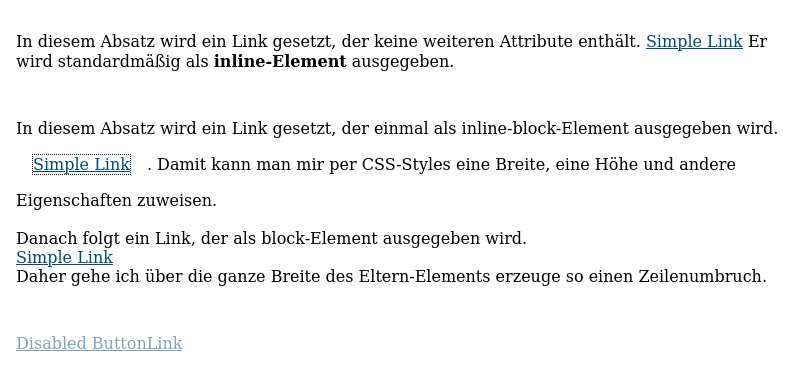 In diesem Absatz wird ein Link gesetzt, der keine weiteren Attribute enthält. Simple Link Er
wird standardmäßig als inline-Element ausgegeben.
In diesem Absatz wird ein Link gesetzt, der einmal als inline-block-Element ausgegeben wird.
Simple Link . Damit kann man mir per CSS-Styles eine Breite, eine Höhe und andere
Eigenschaften zuweisen.
Danach folgt ein Link, der als block-Element ausgegeben wird.
Simple Link
Daher gehe ich über die ganze Breite des Eltern-Elements erzeuge so einen Zeilenumbruch.
Disabled ButtonLink